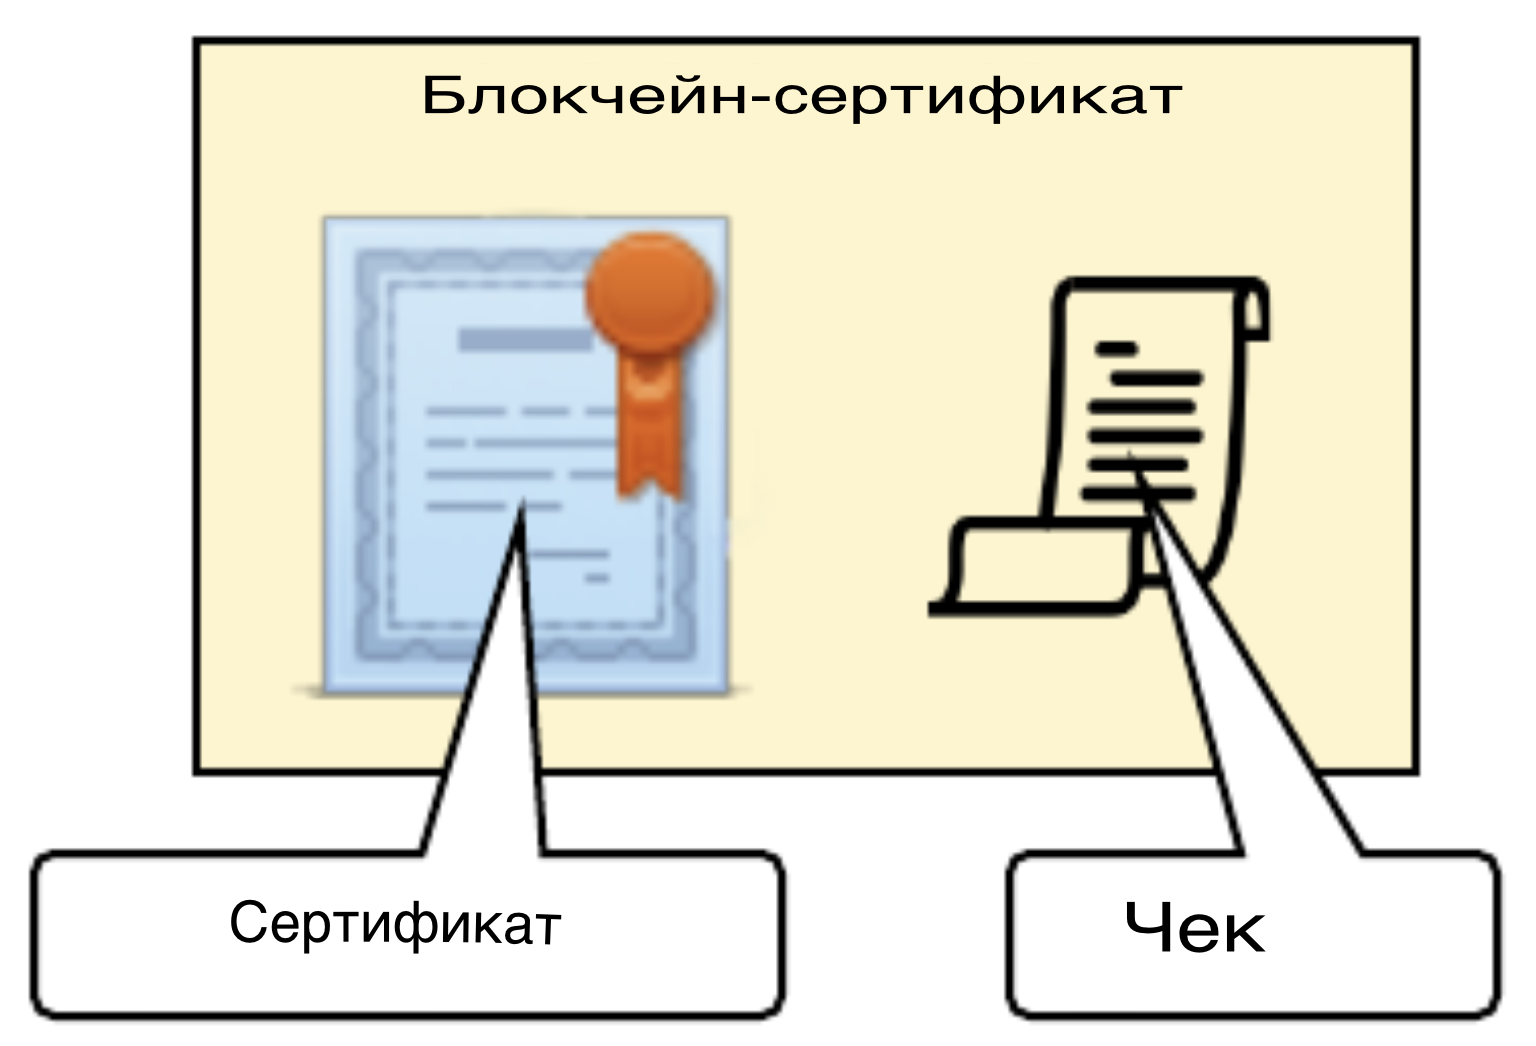 Блокчейн-сертификат
Сертификат
Чек